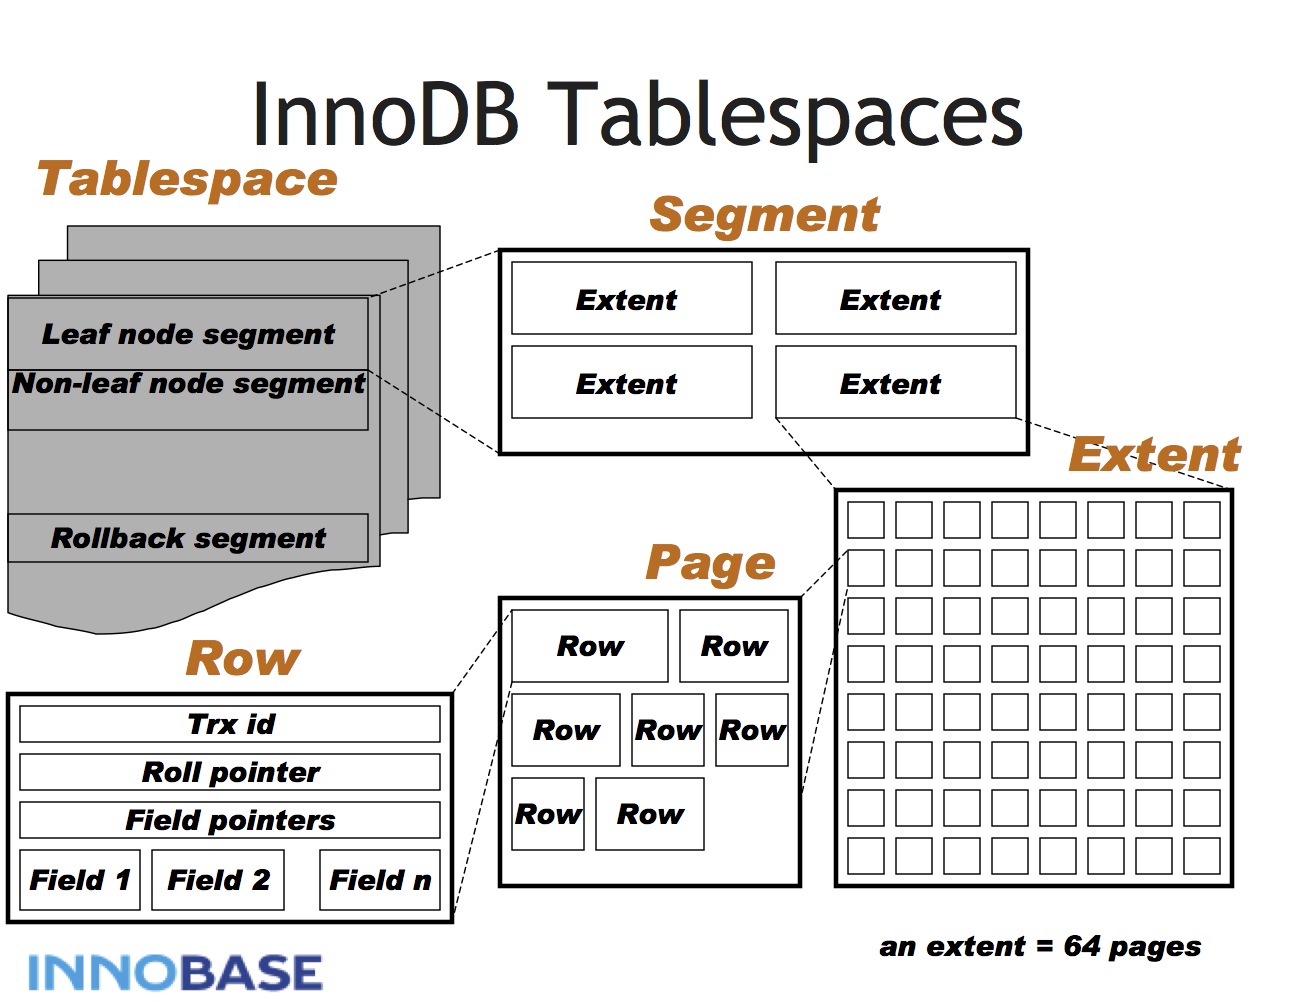 InnoDB Tablespaces
Tablespace
Leaf node segment
Non-leaf node segment
Rollback segment
Segment
Extent
Extent
Extent
Extent
Extent
an extent = 64 pages
Page
Row
Row
Row
Row
Row
Row
Row
Row
Trx id
Roll pointer
Field pointers
Field 1
Field 2
Field n
INNOBASE